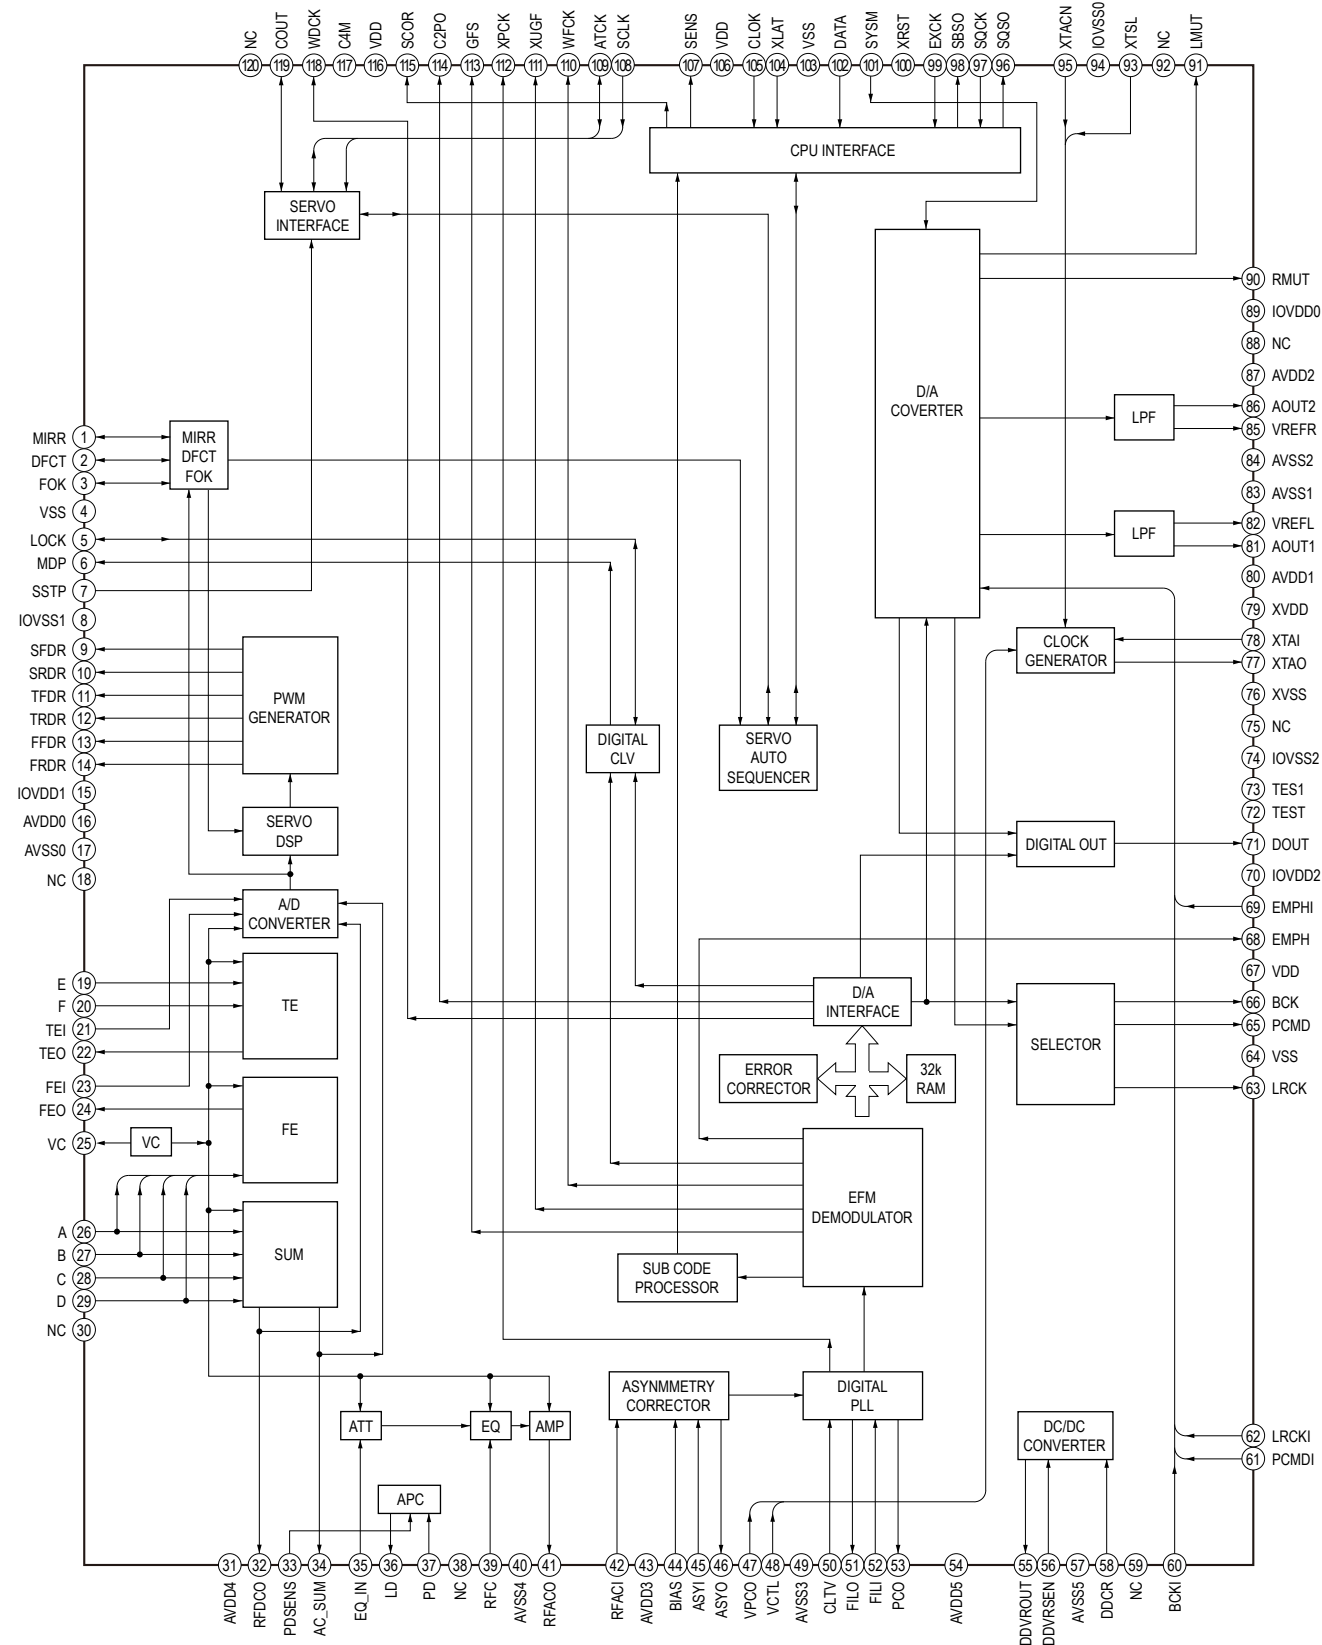 NC
COUT
WDCK
C4M
VDD
SCOR
C2PO
GFS
XPCK
XUGF
WFCK
ATCK
SCLK
SENS
VDD
CLOK
XLAT
VSS
DATA
SYSM
XRST
EXCK
SBSO
SQCK
SQSO
XTACN
IOVSS0
XTSL
NC
LMUT
120
119
118
117
116
115
114
113
112
111
110
109
108
107
106
105
104
103
102
101
100
99
98
97
96
95
94
93
92
91
CPU INTERFACE
SERVO
INTERFACE
90 RMUT
89 IOVDD0
88 NC
87 AVDD2
86 AOUT2
85 VREFR
84 AVSS2
83 AVSS1
82 VREFL
81 AOUT1
80 AVDD1
79 XVDD
78 XTAI
77 XTAO
76 XVSS
75 NC
74 IOVSS2
73 TES1
72 TEST
71 DOUT
70 IOVDD2
69 EMPHI
68 EMPH
67 VDD
66 BCK
65 PCMD
64 VSS
63 LRCK
62 LRCKI
61 PCMDI
D/A
COVERTER
LPF
LPF
CLOCK
GENERATOR
MIRR 1
DFCT 2
FOK 3
VSS 4
LOCK 5
MDP 6
SSTP 7
IOVSS1 8
SFDR 9
SRDR 10
TFDR 11
TRDR 12
FFDR 13
FRDR 14
IOVDD1 15
AVDD0 16
AVSS0 17
NC 18
E 19
F 20
TEI 21
TEO 22
FEI 23
FEO 24
VC 25
A 26
B 27
C 28
D 29
NC 30
MIRR
DFCT
FOK
PWM
GENERATOR
DIGITAL
CLV
SERVO
AUTO
SEQUENCER
SERVO
DSP
DIGITAL OUT
A/D
CONVERTER
TE
D/A
INTERFACE
SELECTOR
ERROR
CORRECTOR
32k
RAM
FE
VC
EFM
DEMODULATOR
SUM
SUB CODE
PROCESSOR
ASYNMMETRY
CORRECTOR
DIGITAL
PLL
ATT
EQ
AMP
DC/DC
CONVERTER
APC
31
32
33
34
35
36
37
38
39
40
41
42
43
44
45
46
47
48
49
50
51
52
53
54
55
56
57
58
59
60
AVDD4
RFDCO
PDSENS
AC_SUM
EQ_IN
LD
PD
NC
RFC
AVSS4
RFACO
RFACI
AVDD3
BIAS
ASYI
ASYO
VPCO
VCTL
AVSS3
CLTV
FILO
FILI
PCO
AVDD5
DDVROUT
DDVRSEN
AVSS5
DDCR
NC
BCKI